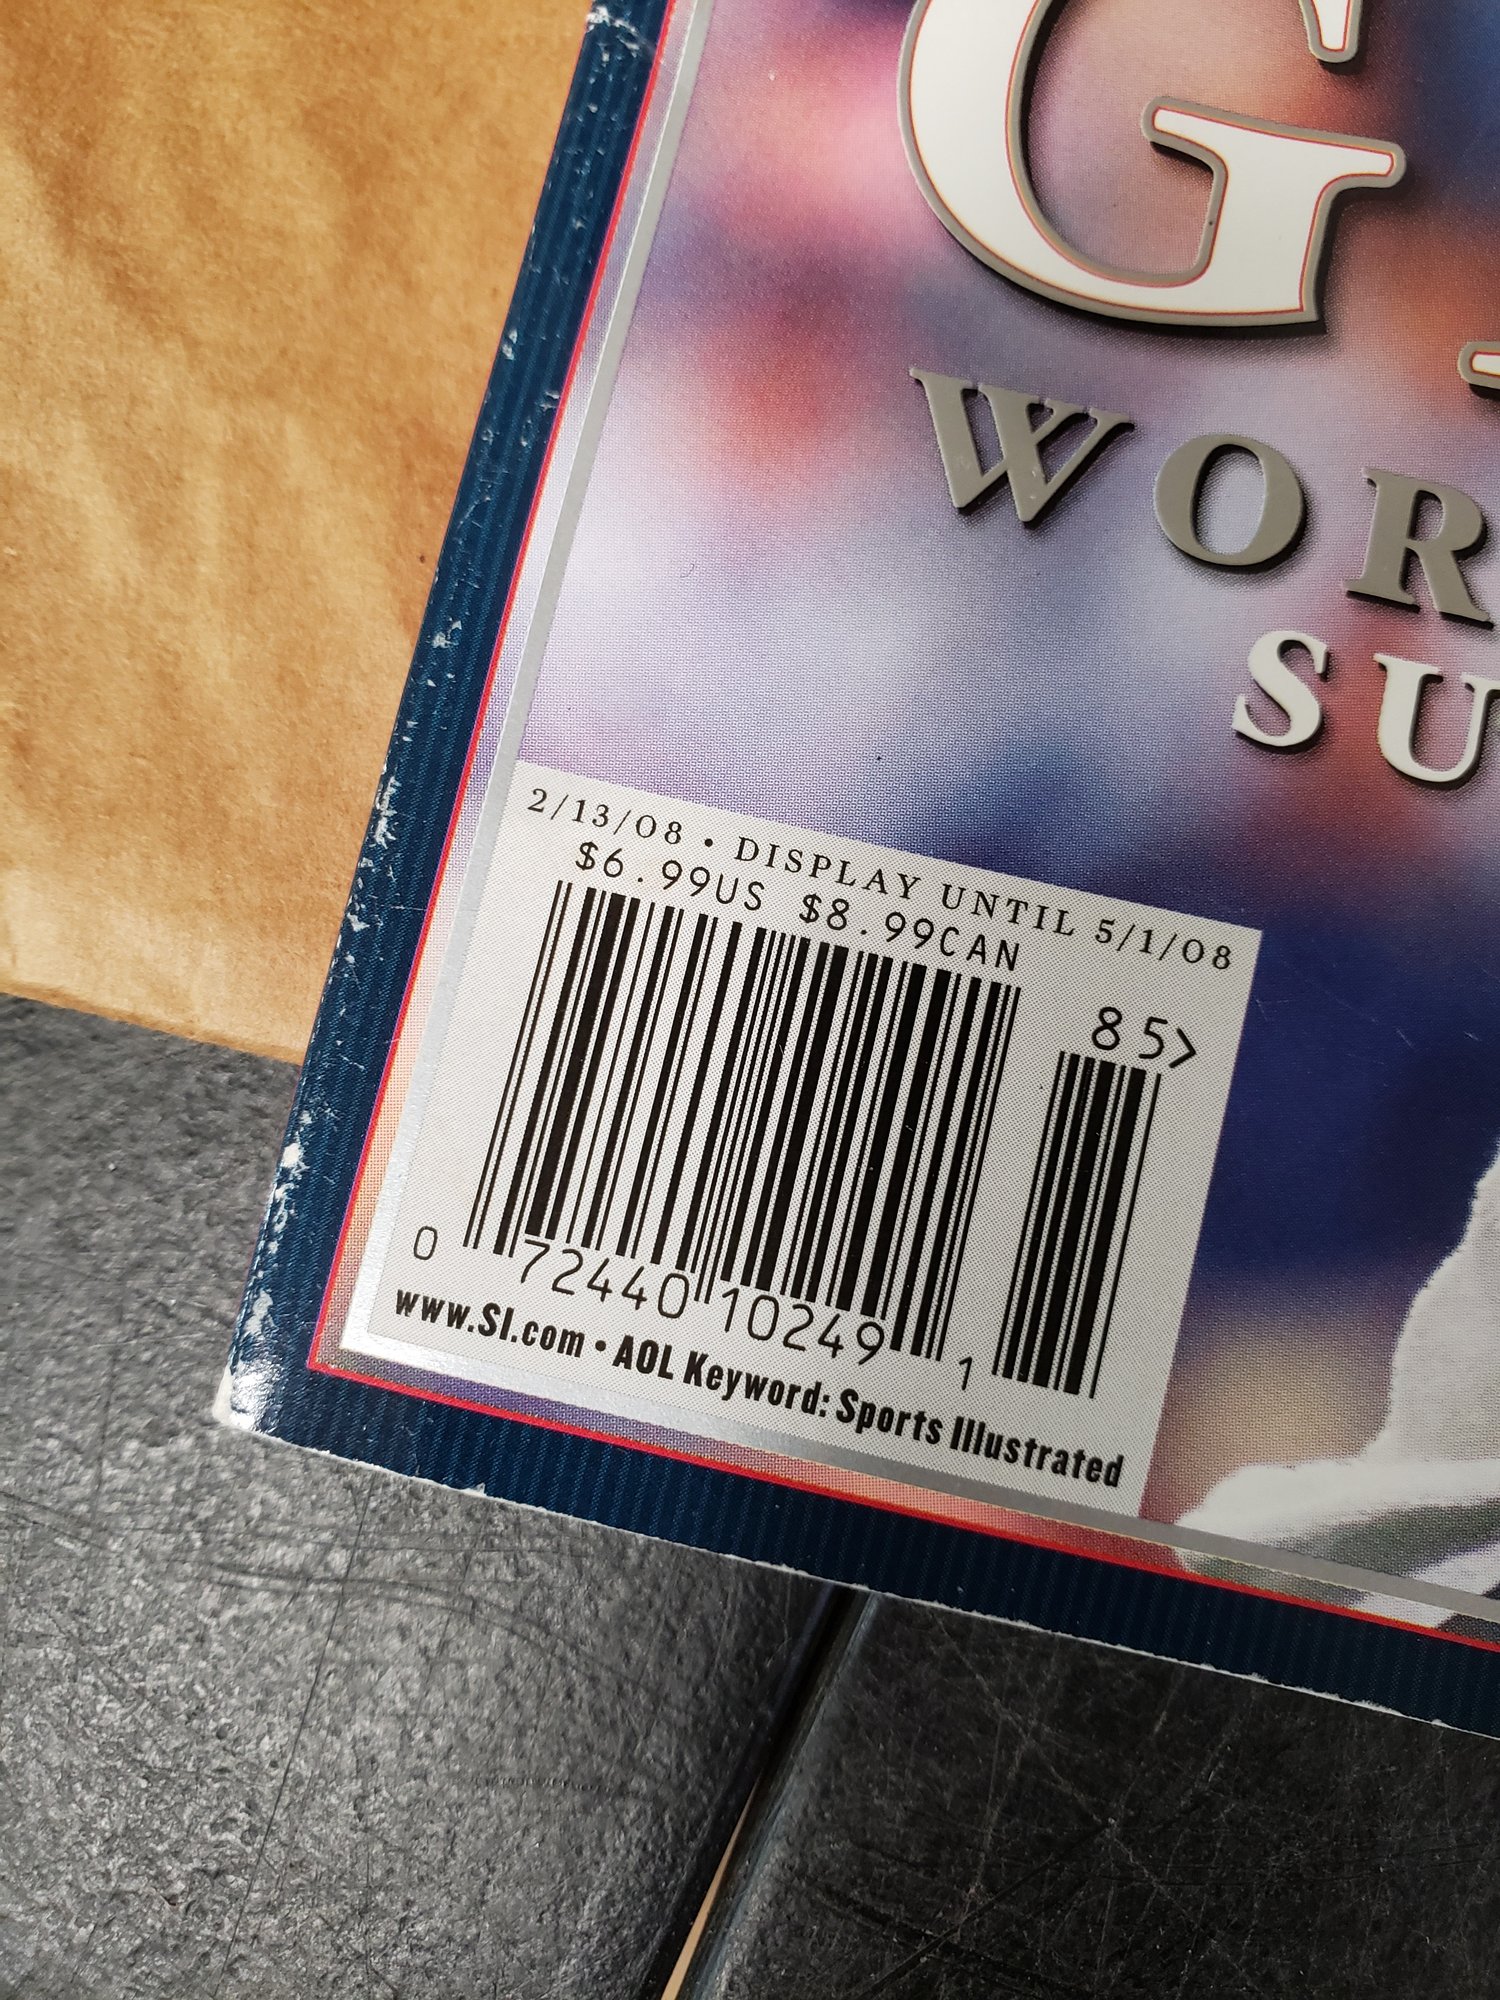 G
WOR
SU
2/13/08 • DISPLAY UNTIL 5/1/08
$6.99US $8.99CAN
85>
0 72440 10249 1
www.SI.com • AOL Keyword: Sports Illustrated